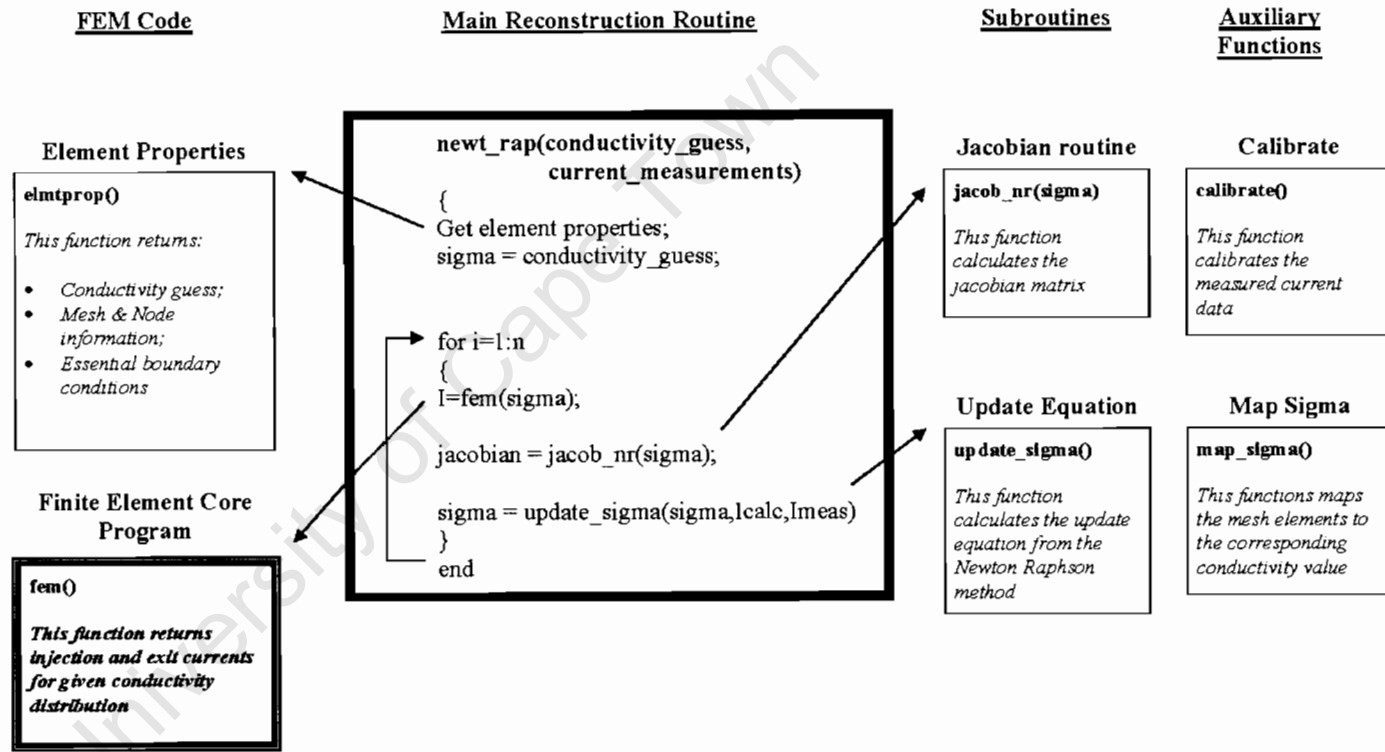 FEM Code
Main Reconstruction Routine
Subroutines
Auxiliary
Functions
Element Properties
elmtprop()
This function returns:
• Conductivity guess;
• Mesh & Node
information;
• Essential boundary
conditions
Finite Element Core
Program
fem()
This function returns
injection and exit currents
for given conductivity
distribution
newt_rap(conductivity_guess,
current_measurements)
{
Get element properties;
sigma = conductivity_guess;
for i=1:n
{
I=fem(sigma);
jacobian = jacob_nr(sigma);
sigma = update_sigma(sigma,Icalc,Imeas)
}
end
Jacobian routine
jacob_nr(sigma)
This function
calculates the
jacobian matrix
Update Equation
update_sigma()
This function
calculates the update
equation from the
Newton Raphson
method
Calibrate
calibrate()
This function
calibrates the
measured current
data
Map Sigma
map_sigma()
This functions maps
the mesh elements to
the corresponding
conductivity value
University of Cape Town